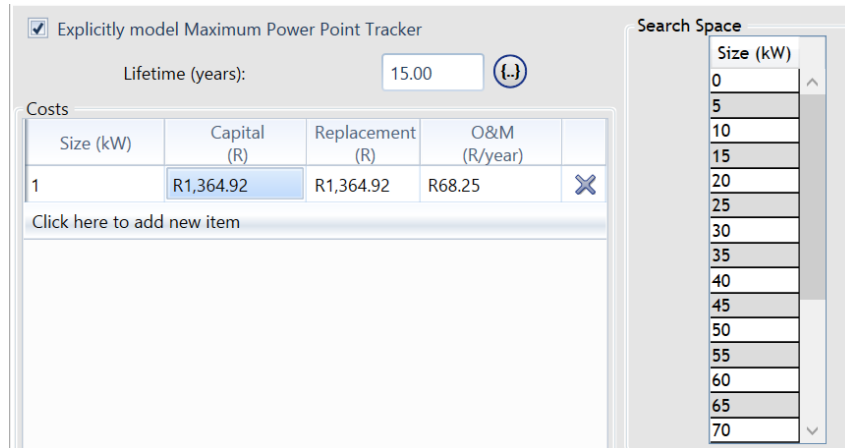 Explicitly model Maximum Power Point Tracker
Lifetime (years): 15.00 {..}
Costs
Size (kW) Capital (R) Replacement (R) O&M (R/year)
1 R1,364.92 R1,364.92 R68.25
Click here to add new item
Search Space
Size (kW)
0
5
10
15
20
25
30
35
40
45
50
55
60
65
70